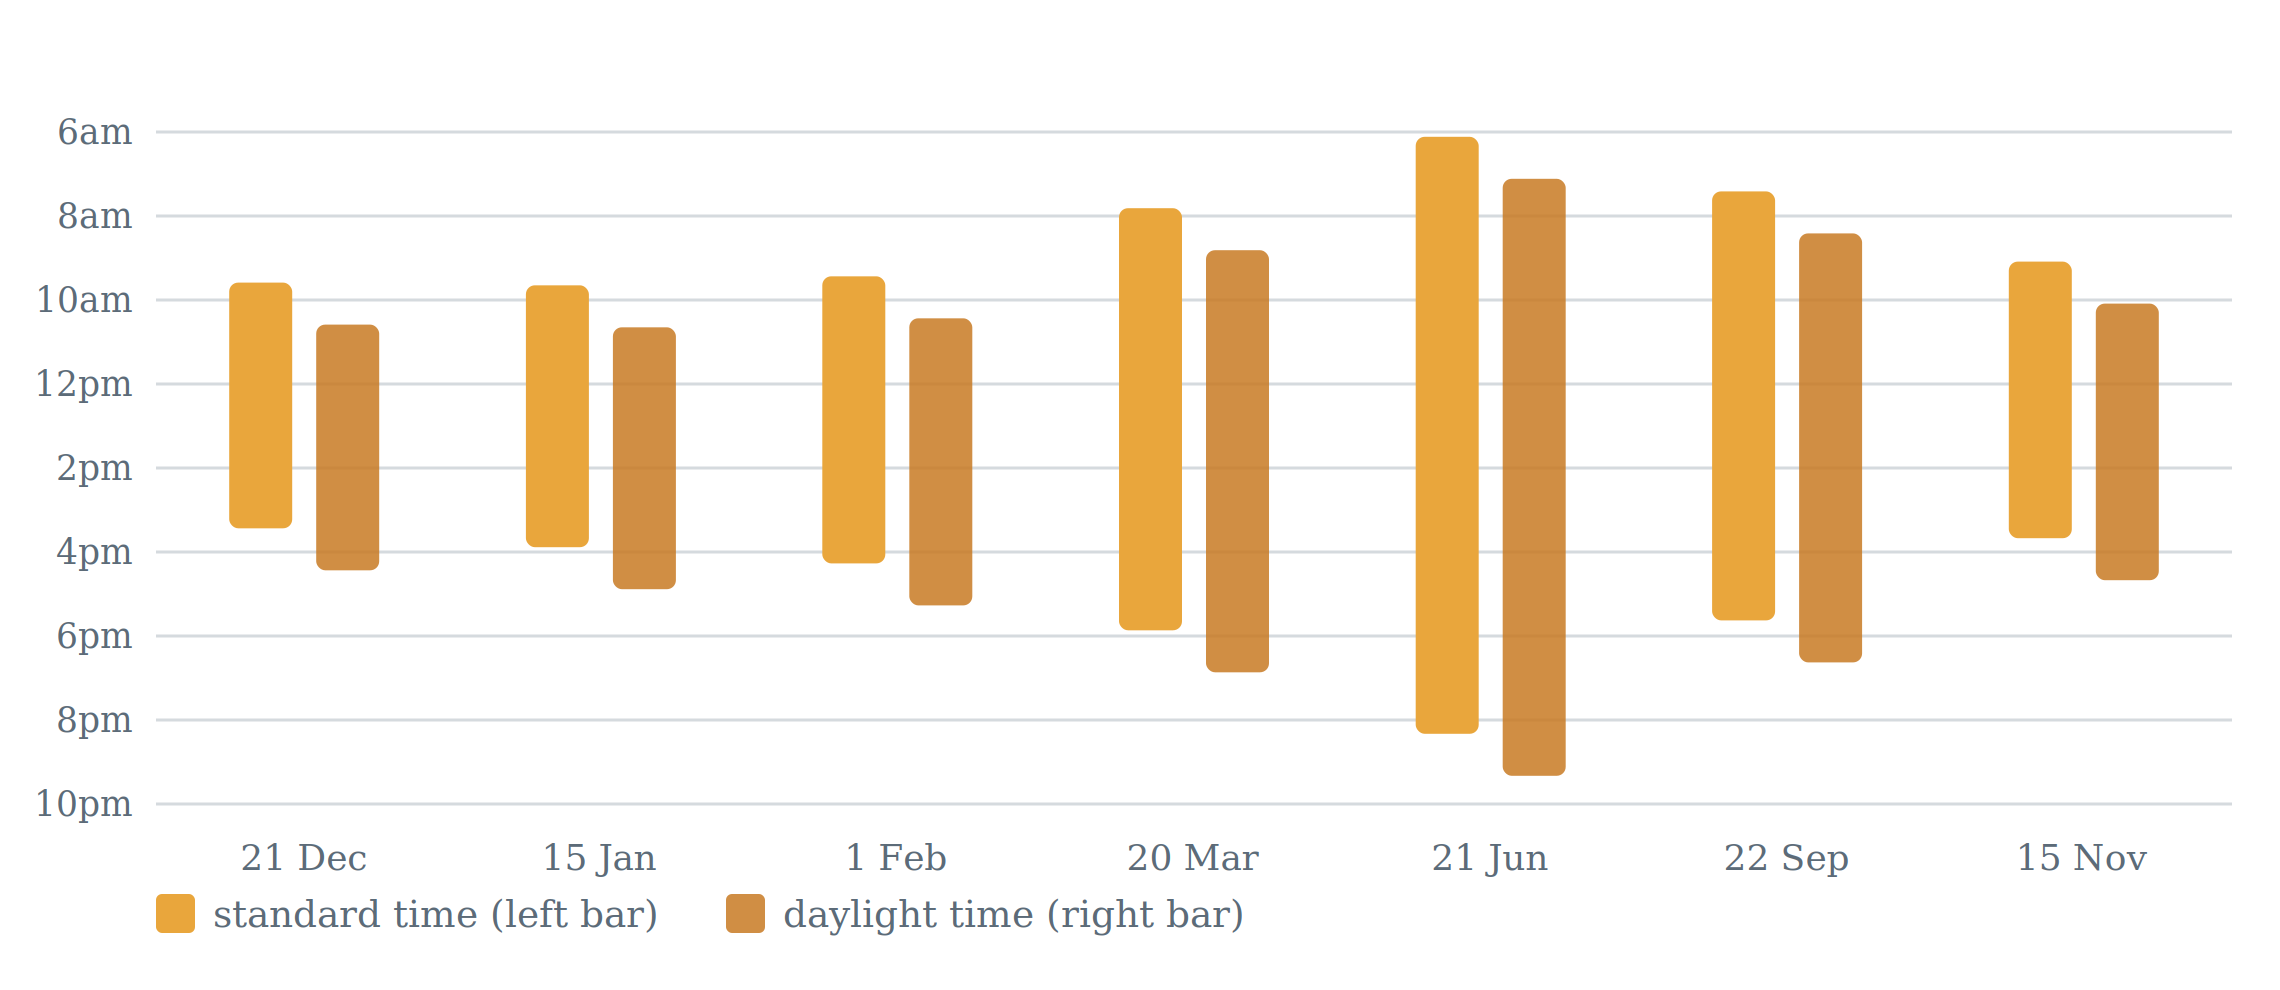 6am
8am
10am
12pm
2pm
4pm
6pm
8pm
10pm
21 Dec 15 Jan 1 Feb 20 Mar 21 Jun 22 Sep 15 Nov
standard time (left bar) daylight time (right bar)